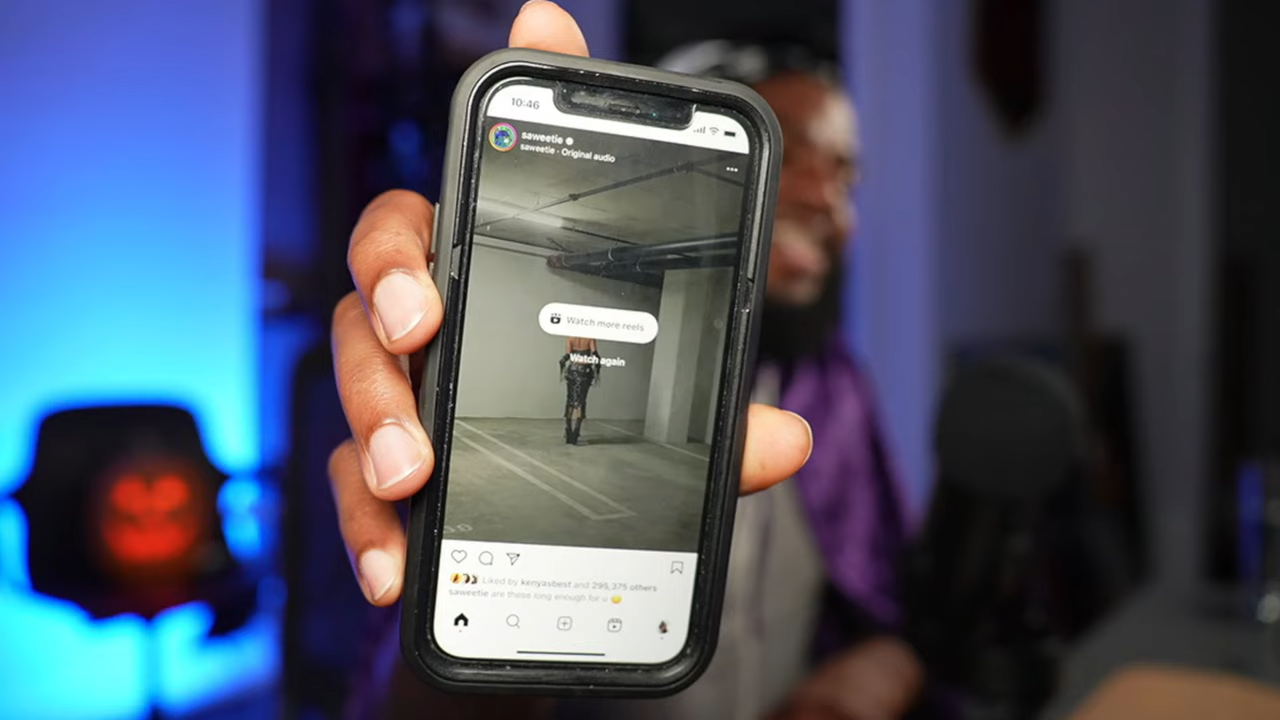 10:46
saweetie
saweetie • Original audio
Watch more reels
Watch again
Liked by kenyasbest and 295,375 others
saweetie are these long enough for u